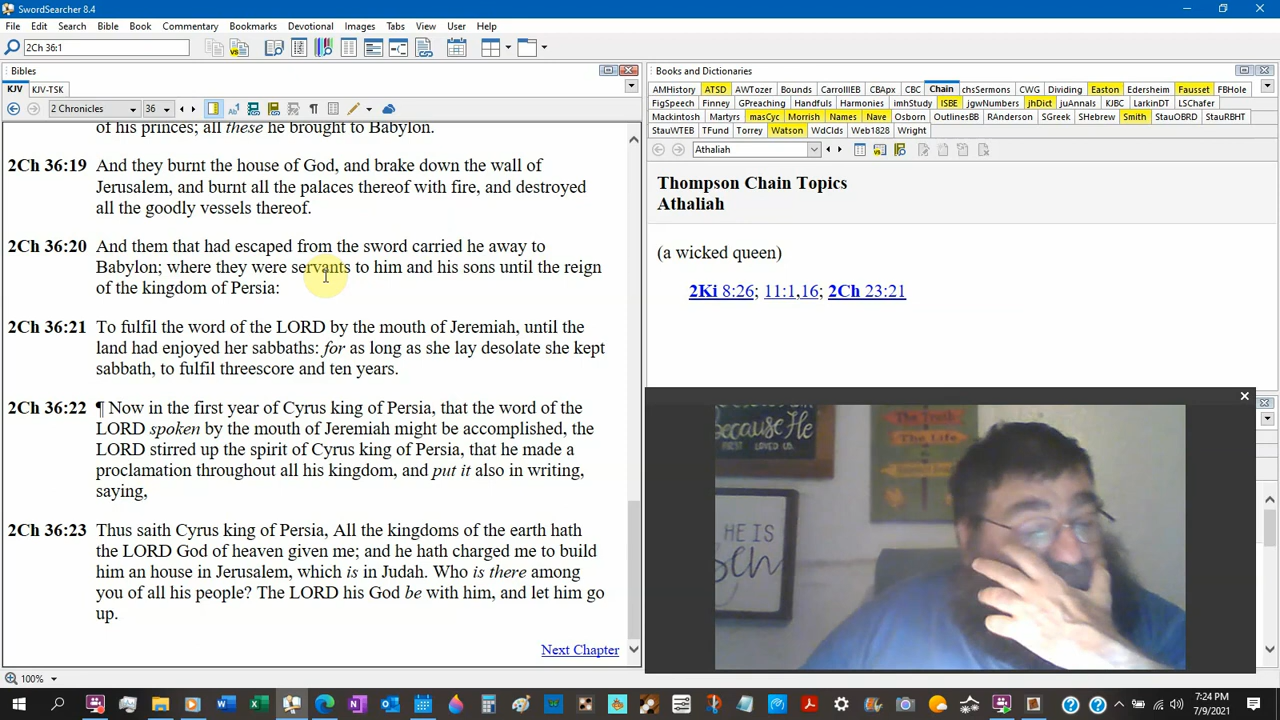 SwordSearcher 8.4
File Edit Search Bible Book Commentary Bookmarks Devotional Images Tabs View User Help
2Ch 36:1
Bibles
KJV KJV-TSK
2 Chronicles 36
of his princes; all these he brought to Babylon.
2Ch 36:19 And they burnt the house of God, and brake down the wall of
Jerusalem, and burnt all the palaces thereof with fire, and destroyed
all the goodly vessels thereof.
2Ch 36:20 And them that had escaped from the sword carried he away to
Babylon; where they were servants to him and his sons until the reign
of the kingdom of Persia:
2Ch 36:21 To fulfil the word of the LORD by the mouth of Jeremiah, until the
land had enjoyed her sabbaths: for as long as she lay desolate she kept
sabbath, to fulfil threescore and ten years.
2Ch 36:22 ¶ Now in the first year of Cyrus king of Persia, that the word of the
LORD spoken by the mouth of Jeremiah might be accomplished, the
LORD stirred up the spirit of Cyrus king of Persia, that he made a
proclamation throughout all his kingdom, and put it also in writing,
saying,
2Ch 36:23 Thus saith Cyrus king of Persia, All the kingdoms of the earth hath
the LORD God of heaven given me; and he hath charged me to build
him an house in Jerusalem, which is in Judah. Who is there among
you of all his people? The LORD his God be with him, and let him go
up.
Next Chapter
100%
Books and Dictionaries
AMHistory ATSD AWTozer Bounds CarrollIEB CBApx CBC Chain chsSermons CWG Dividing Easton Edersheim Fausset FBHole
FigSpeech Finney GPreaching Handfuls Harmonies imhStudy ISBE jgwNumbers jhDict juAnnals KJBC LarkinDT LSChafer
Mackintosh Martyrs masCyc Morrish Names Nave Osborn OutlinesBB RAnderson SGreek SHebrew Smith StauOBRD StauRBHT
StauWTEB TFund Torrey Watson WdClds Web1828 Wright
Athaliah
Thompson Chain Topics
Athaliah
(a wicked queen)
2Ki 8:26; 11:1,16; 2Ch 23:21
because He
FIRST LOVED US.
The Truth
The Life
HE IS
7:24 PM
7/9/2021